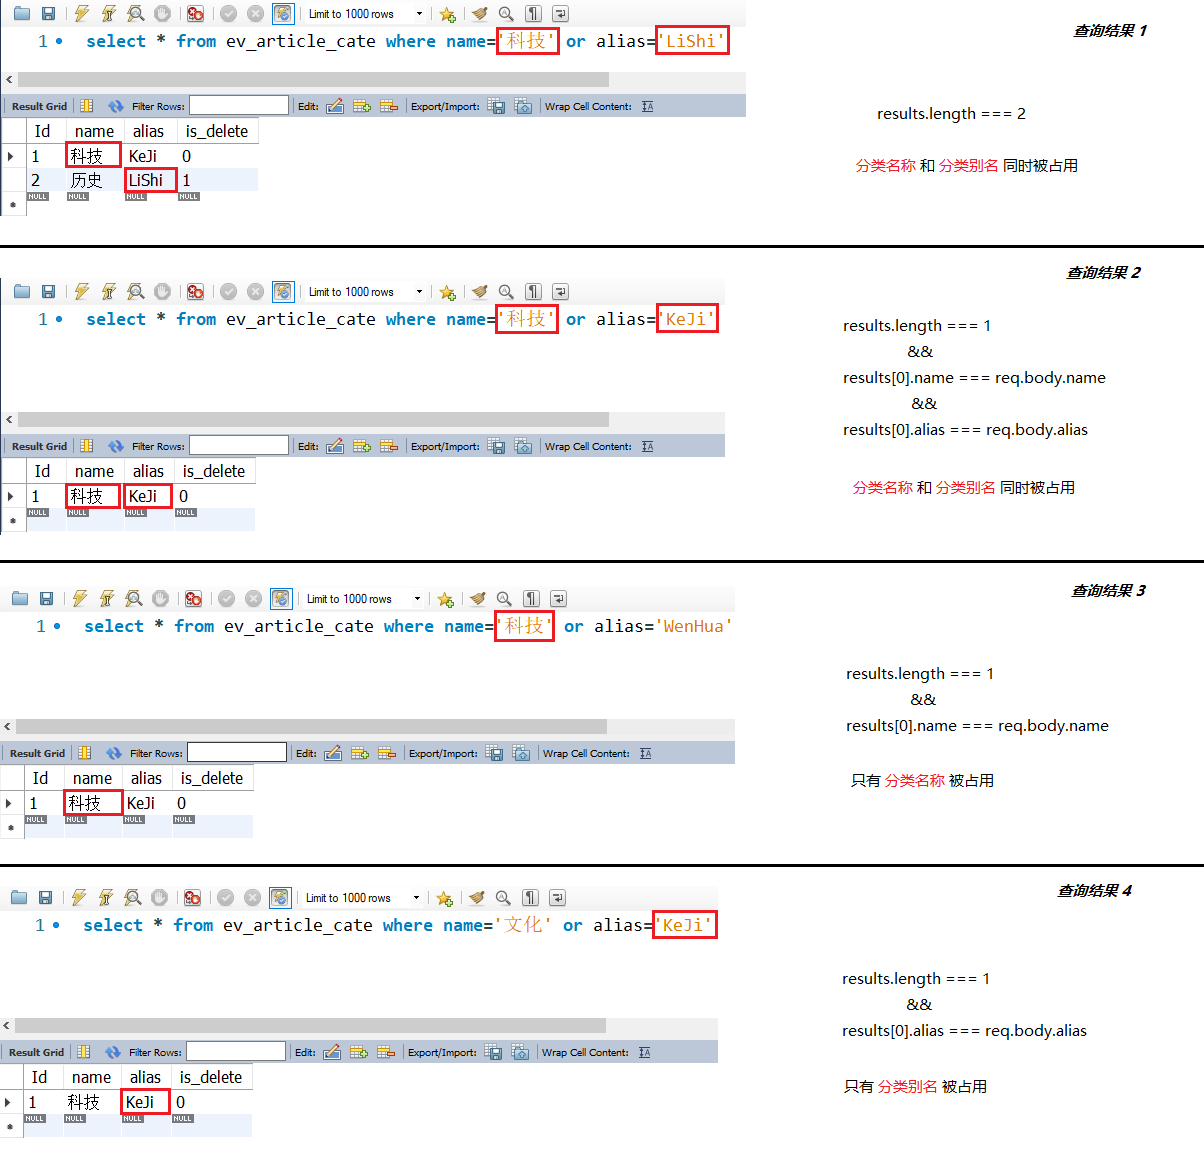 Limit to 1000 rows
查询结果 1
1 select * from ev_article_cate where name='科技' or alias='LiShi'
results.length === 2
Result Grid Filter Rows: Edit: Export/Import: Wrap Cell Content:
Id name alias is_delete
1 科技 KeJi 0
分类名称 和 分类别名 同时被占用
2 历史 LiShi 1
NULL NULL NULL NULL
查询结果 2
Limit to 1000 rows
1 select * from ev_article_cate where name='科技' or alias='KeJi'
results.length === 1
&&
results[0].name === req.body.name
&&
results[0].alias === req.body.alias
Result Grid Filter Rows: Edit: Export/Import: Wrap Cell Content:
Id name alias is_delete
1 科技 KeJi 0
分类名称 和 分类别名 同时被占用
NULL NULL NULL NULL
查询结果 3
Limit to 1000 rows
1 select * from ev_article_cate where name='科技' or alias='WenHua'
results.length === 1
&&
results[0].name === req.body.name
Result Grid Filter Rows: Edit: Export/Import: Wrap Cell Content:
Id name alias is_delete
只有 分类名称 被占用
1 科技 KeJi 0
NULL NULL NULL NULL
查询结果 4
Limit to 1000 rows
1 select * from ev_article_cate where name='文化' or alias='KeJi'
results.length === 1
&&
results[0].alias === req.body.alias
Result Grid Filter Rows: Edit: Export/Import: Wrap Cell Content:
Id name alias is_delete
只有 分类别名 被占用
1 科技 KeJi 0
NULL NULL NULL NULL